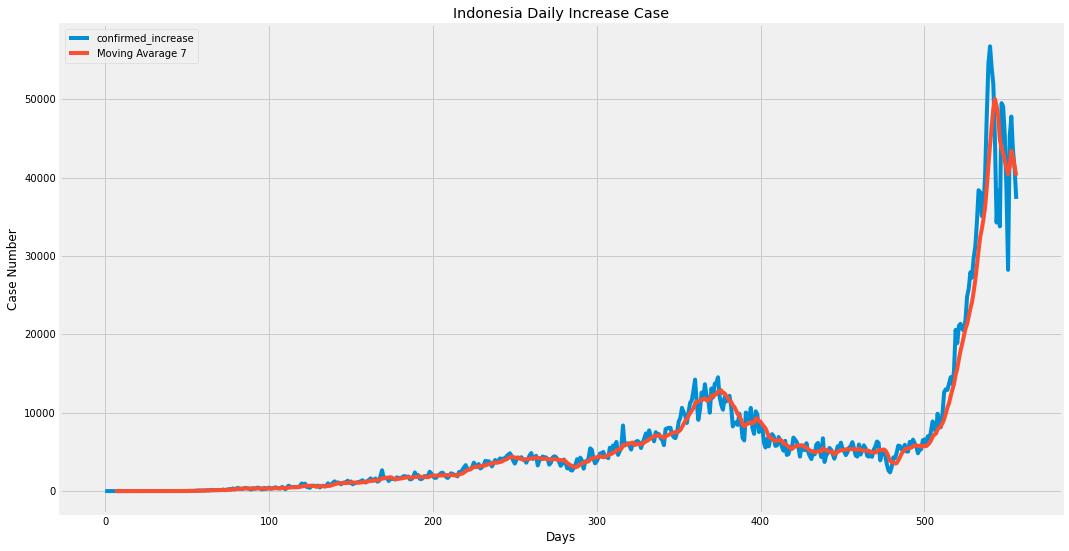 Indonesia Daily Increase Case
confirmed_increase
Moving Avarage 7
50000
40000
30000
20000
10000
0
Case Number
0 100 200 300 400 500
Days